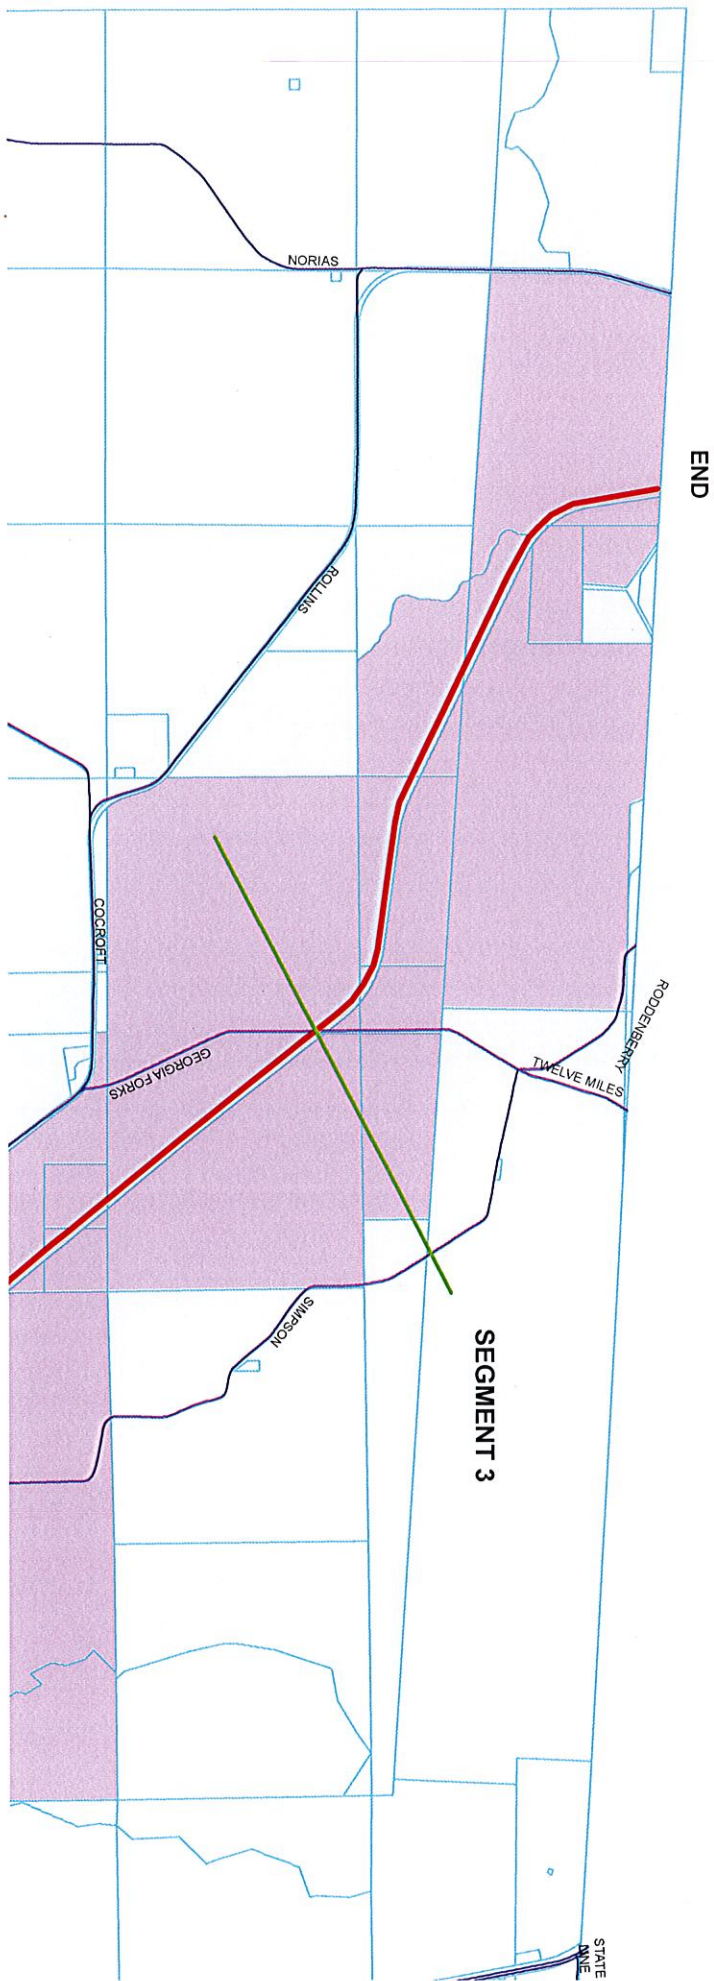 NORIAS
END
ROLLINS
COCROFT
RODDENBERRY
GEORGIA FORKS
TWELVE MILES
SIMPSON
SEGMENT 3
STATE
LINE